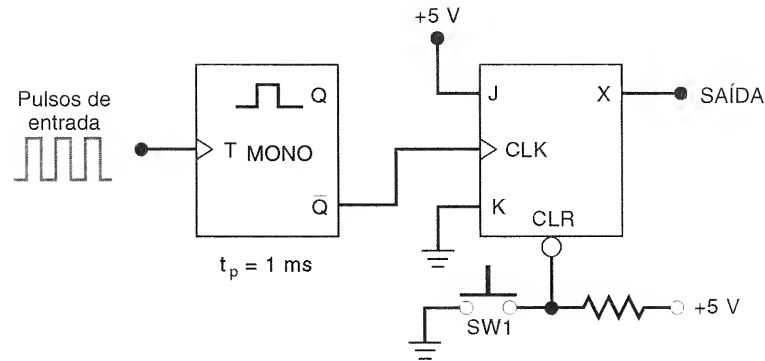 +5 V
Pulsos de
entrada
T MONO
Q
Q̅
t_p = 1 ms
J
X
CLK
K
CLR
SAÍDA
SW1
+5 V